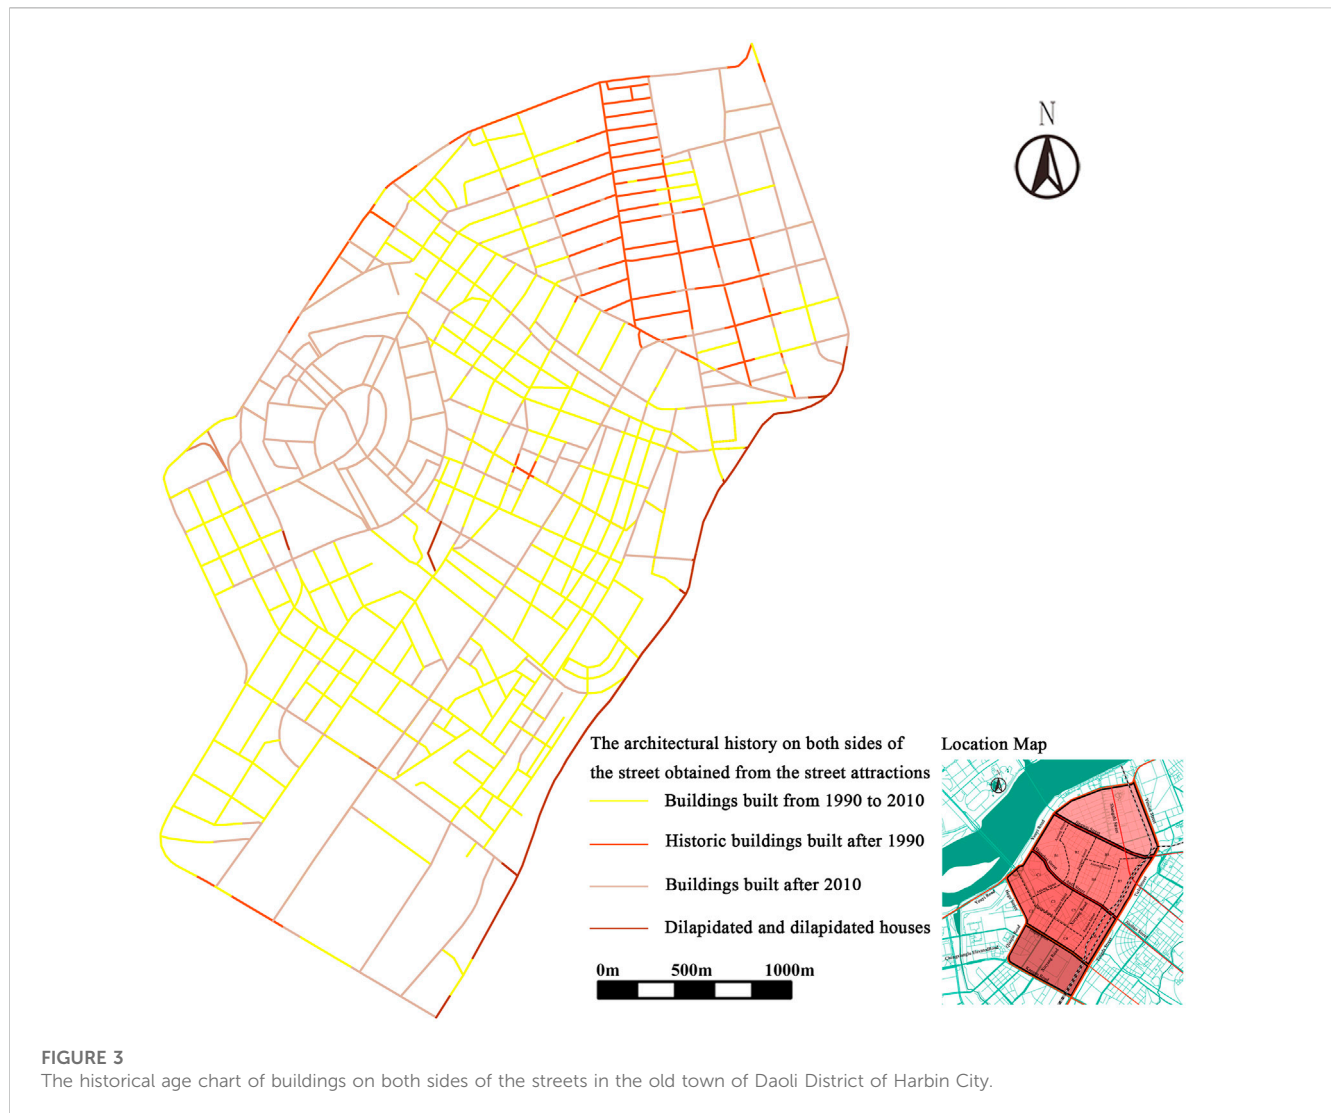 N
The architectural history on both sides of
the street obtained from the street attractions
Buildings built from 1990 to 2010
Historic buildings built after 1990
Buildings built after 2010
Dilapidated and dilapidated houses
0m 500m 1000m
Location Map
FIGURE 3
The historical age chart of buildings on both sides of the streets in the old town of Daoli District of Harbin City.